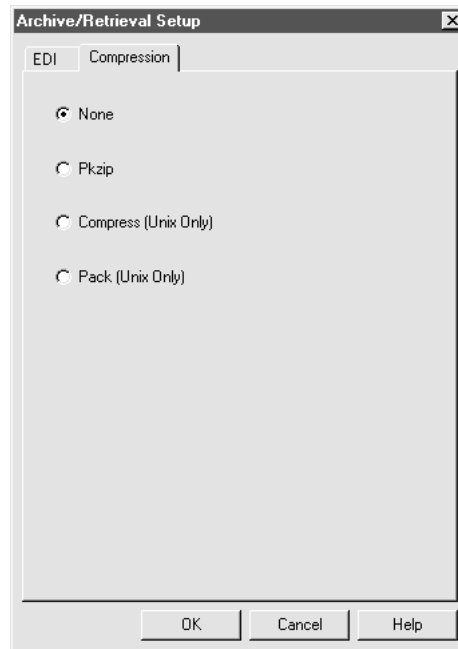 Archive/Retrieval Setup
EDI Compression
None
Pkzip
Compress (Unix Only)
Pack (Unix Only)
OK Cancel Help